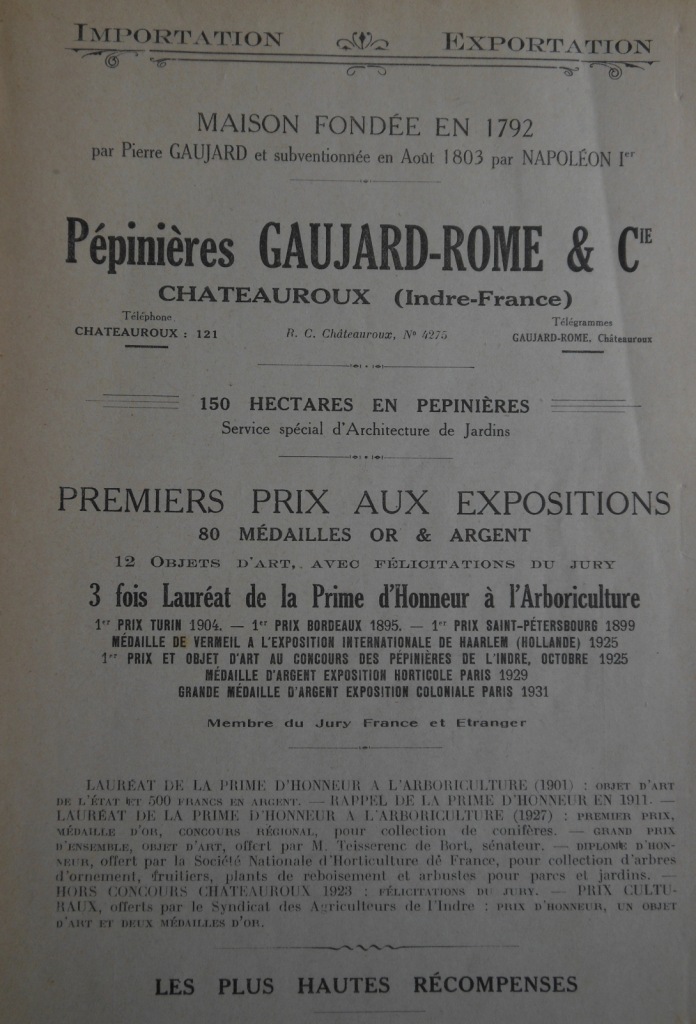 IMPORTATION EXPORTATION
MAISON FONDÉE EN 1792
par Pierre GAUJARD et subventionnée en Août 1803 par NAPOLÉON Ier
Pépinières GAUJARD-ROME & CIE
CHATEAUROUX (Indre-France)
Téléphone
CHATEAUROUX : 121
R. C. Châteauroux, No 4275
Télégrammes
GAUJARD-ROME, Châteauroux
150 HECTARES EN PEPINIÈRES
Service spécial d'Architecture de Jardins
PREMIERS PRIX AUX EXPOSITIONS
80 MÉDAILLES OR & ARGENT
12 OBJETS D'ART, AVEC FÉLICITATIONS DU JURY
3 fois Lauréat de la Prime d'Honneur à l'Arboriculture
1er PRIX TURIN 1904. — 1er PRIX BORDEAUX 1895. — 1er PRIX SAINT-PÉTERSBOURG 1899
MÉDAILLE DE VERMEIL A L'EXPOSITION INTERNATIONALE DE HAARLEM (HOLLANDE) 1925
1er PRIX ET OBJET D'ART AU CONCOURS DES PÉPINIÈRES DE L'INDRE, OCTOBRE 1925
MÉDAILLE D'ARGENT EXPOSITION HORTICOLE PARIS 1929
GRANDE MÉDAILLE D'ARGENT EXPOSITION COLONIALE PARIS 1931
Membre du Jury France et Etranger
LAURÉAT DE LA PRIME D'HONNEUR A L'ARBORICULTURE (1901) : OBJET D'ART
DE L'ÉTAT ET 500 FRANCS EN ARGENT. — RAPPEL DE LA PRIME D'HONNEUR EN 1911. —
LAURÉAT DE LA PRIME D'HONNEUR A L'ARBORICULTURE (1927) : PREMIER PRIX,
MÉDAILLE D'OR, CONCOURS RÉGIONAL, pour collection de conifères. — GRAND PRIX
D'ENSEMBLE, OBJET D'ART, offert par M. Teisserenc de Bort, sénateur. — DIPLOME D'HON-
NEUR, offert par la Société Nationale d'Horticulture de France, pour collection d'arbres
d'ornement, fruitiers, plants de reboisement et arbustes pour parcs et jardins. —
HORS CONCOURS CHATEAUROUX 1923 : FÉLICITATIONS DU JURY. — PRIX CULTU-
RAUX, offerts par le Syndicat des Agriculteurs de l'Indre : PRIX D'HONNEUR, UN OBJET
D'ART ET DEUX MÉDAILLES D'OR.
LES PLUS HAUTES RÉCOMPENSES